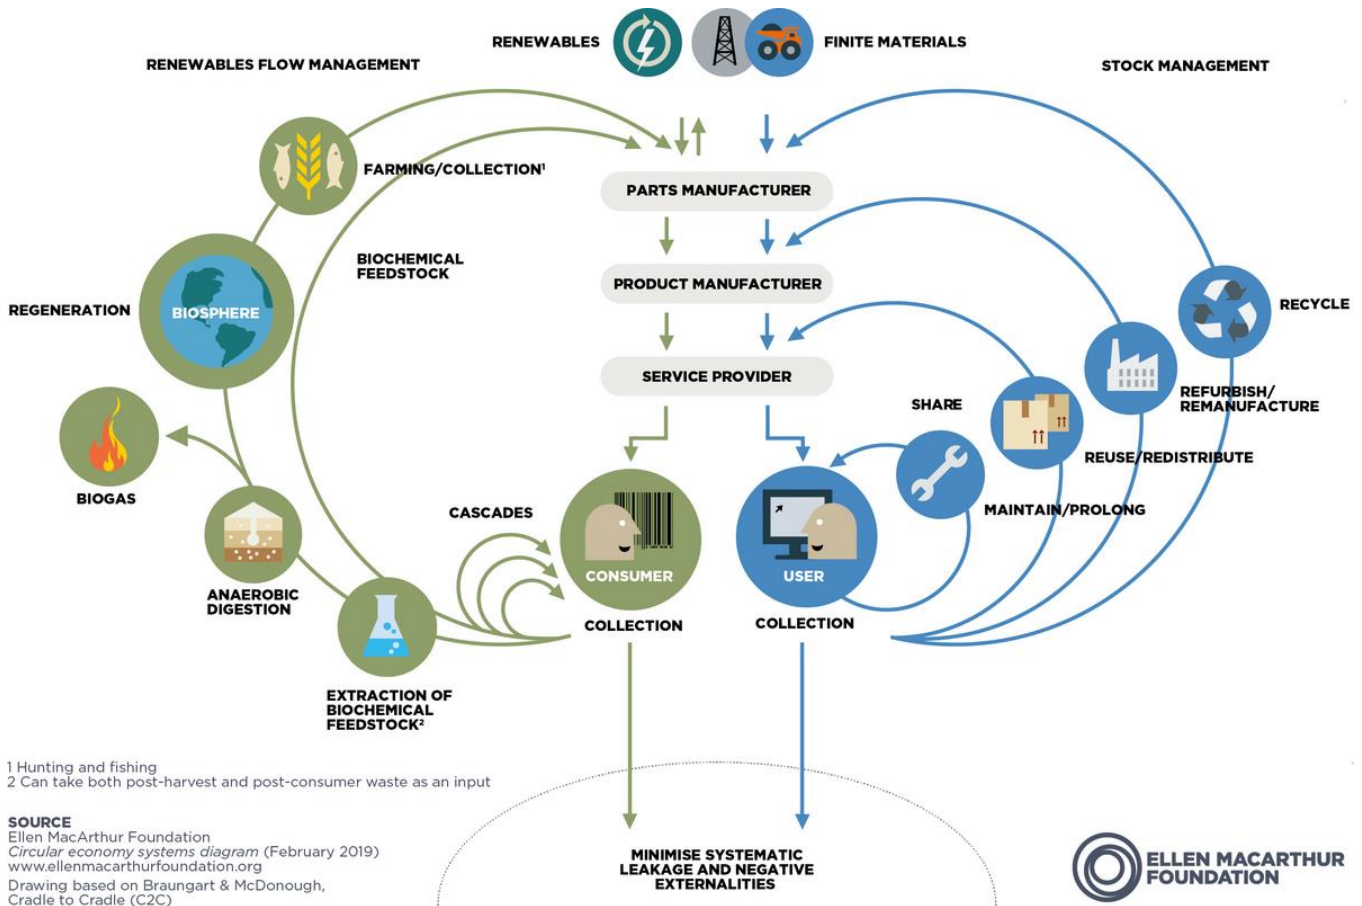 RENEWABLES
FINITE MATERIALS
RENEWABLES FLOW MANAGEMENT
STOCK MANAGEMENT
FARMING/COLLECTION¹
PARTS MANUFACTURER
BIOCHEMICAL
FEEDSTOCK
PRODUCT MANUFACTURER
REGENERATION
BIOSPHERE
RECYCLE
SERVICE PROVIDER
REFURBISH/
REMANUFACTURE
SHARE
REUSE/REDISTRIBUTE
BIOGAS
CASCADES
MAINTAIN/PROLONG
CONSUMER
USER
ANAEROBIC
DIGESTION
COLLECTION
COLLECTION
EXTRACTION OF
BIOCHEMICAL
FEEDSTOCK²
1 Hunting and fishing
2 Can take both post-harvest and post-consumer waste as an input
SOURCE
Ellen MacArthur Foundation
Circular economy systems diagram (February 2019)
www.ellenmacarthurfoundation.org
Drawing based on Braungart & McDonough,
Cradle to Cradle (C2C)
MINIMISE SYSTEMATIC
LEAKAGE AND NEGATIVE
EXTERNALITIES
ELLEN MACARTHUR
FOUNDATION